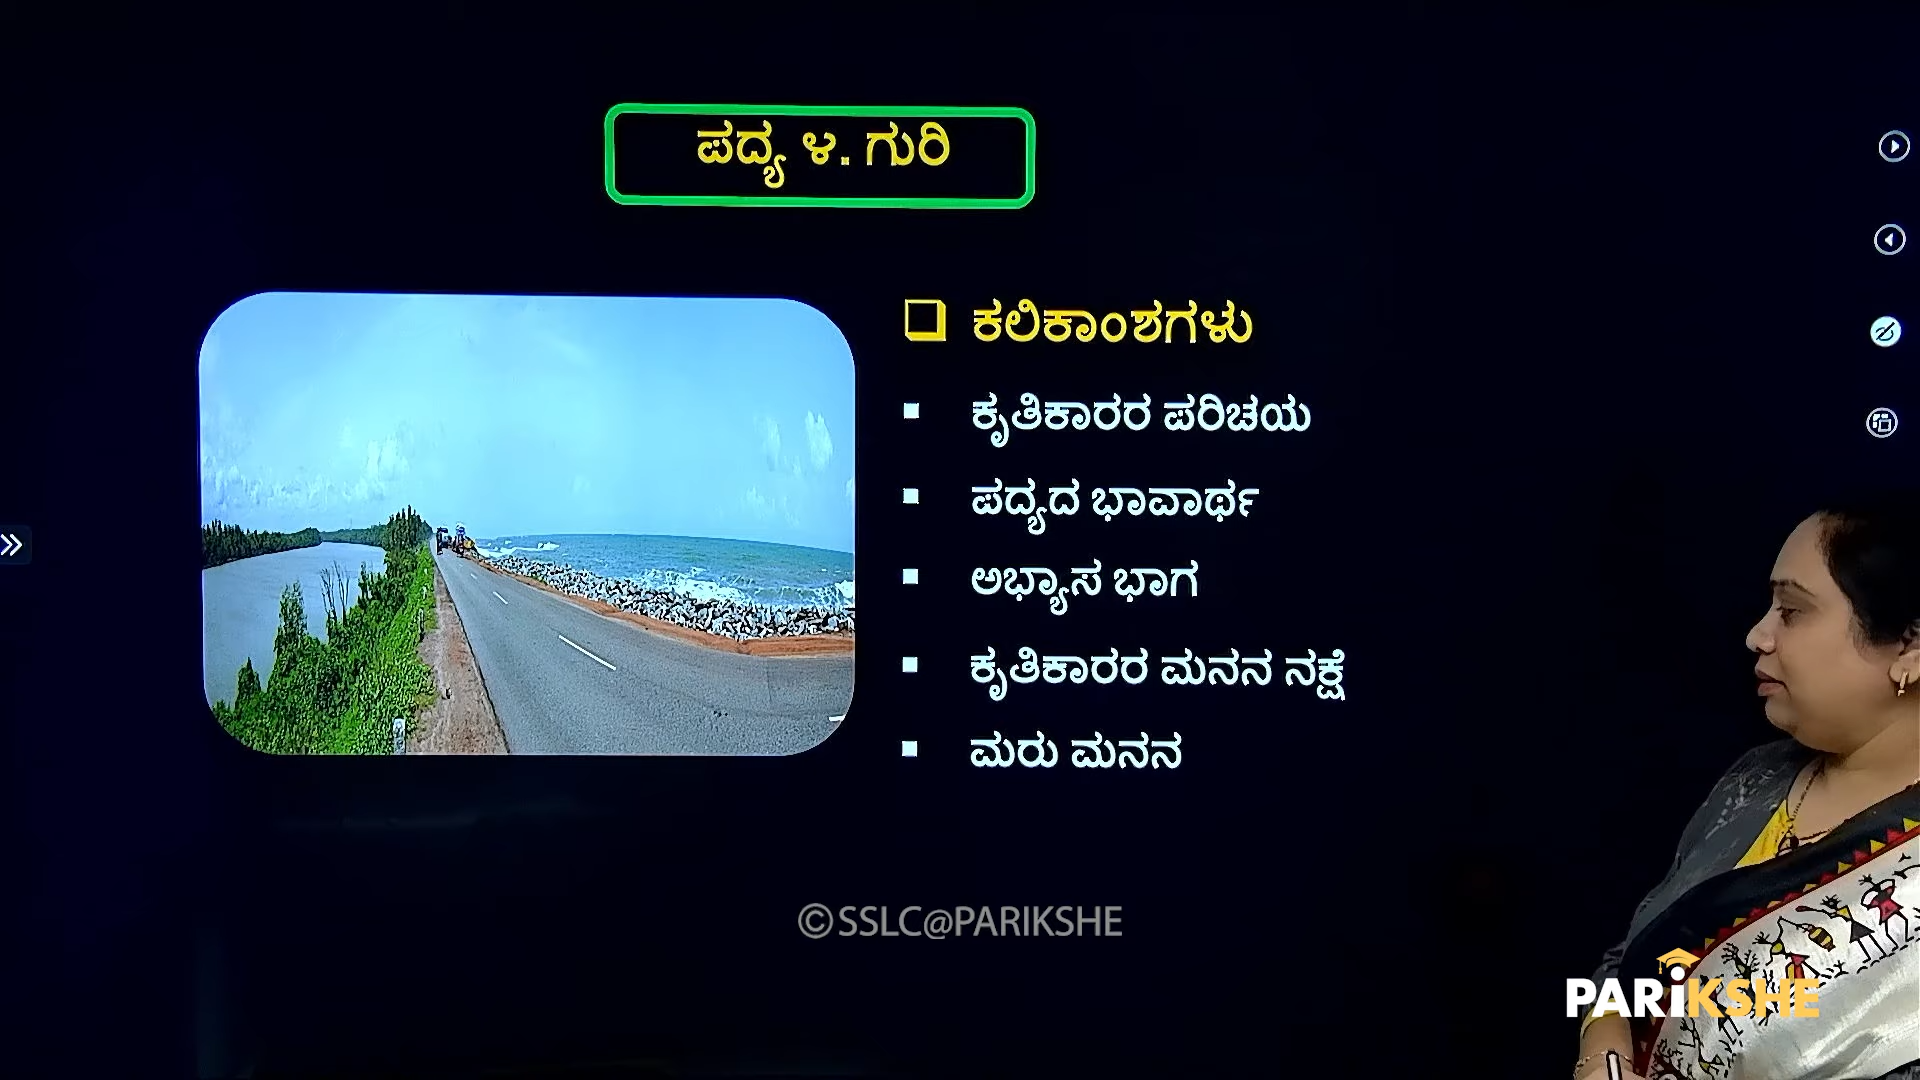 ಪದ್ಯ ೪. ಗುರಿ
ಕಲಿಕಾಂಶಗಳು
ಕೃತಿಕಾರರ ಪರಿಚಯ
ಪದ್ಯದ ಭಾವಾರ್ಥ
ಅಭ್ಯಾಸ ಭಾಗ
ಕೃತಿಕಾರರ ಮನನ ನಕ್ಷೆ
ಮರು ಮನನ
©SSLC@PARIKSHE
PARIKSHE